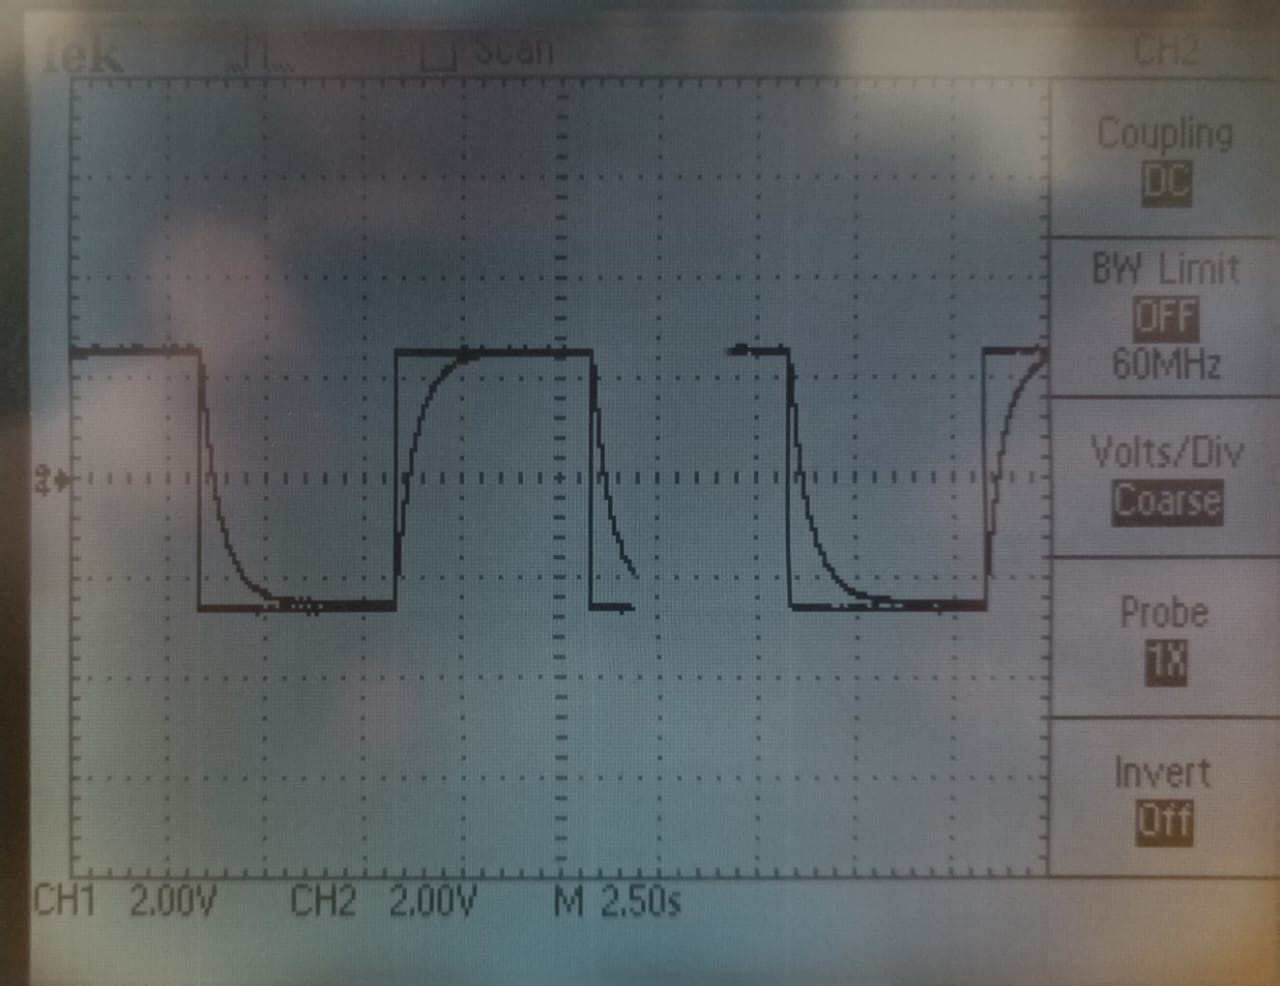 Tek
Scan
CH2
Coupling
DC
BW Limit
OFF
60MHz
Volts/Div
Coarse
Probe
1X
Invert
Off
CH1 2.00V CH2 2.00V M 2.50s